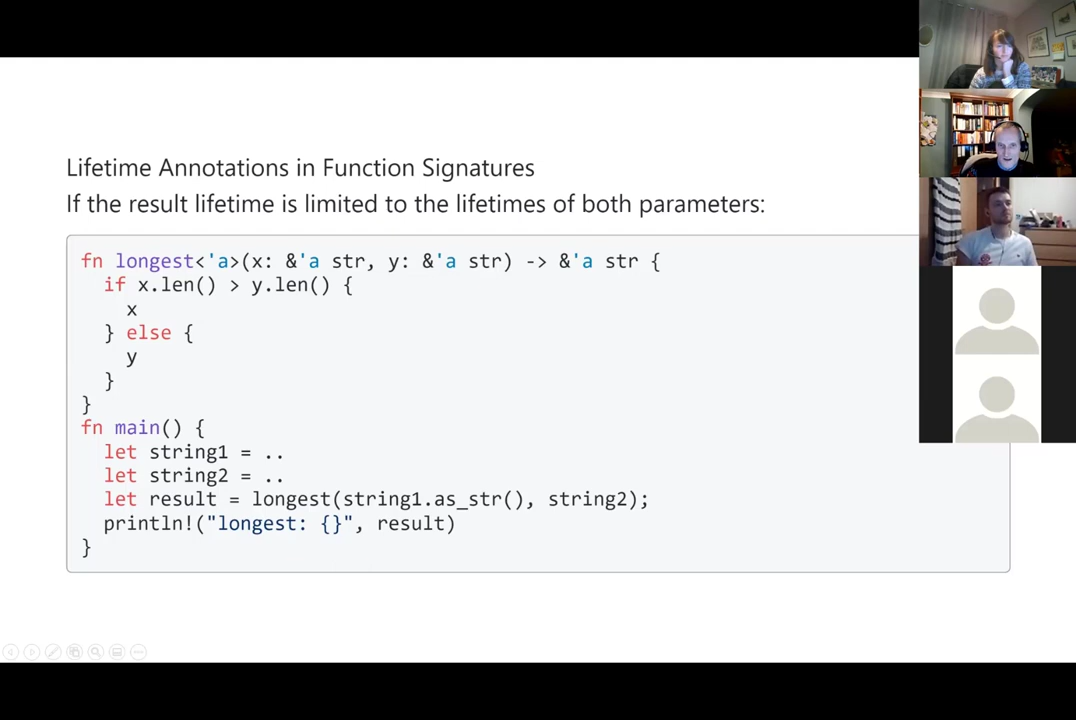 Lifetime Annotations in Function Signatures
If the result lifetime is limited to the lifetimes of both parameters:
fn longest<'a>(x: &'a str, y: &'a str) -> &'a str {
  if x.len() > y.len() {
    x
  } else {
    y
  }
}
fn main() {
  let string1 = ..
  let string2 = ..
  let result = longest(string1.as_str(), string2);
  println!("longest: {}", result)
}